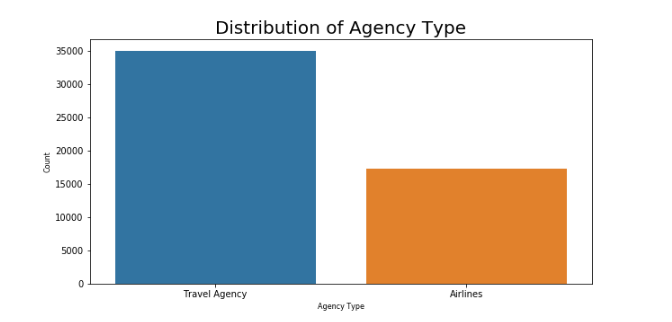 Distribution of Agency Type
35000
30000
25000
20000
15000
10000
5000
0
Count
Travel Agency
Airlines
Agency Type